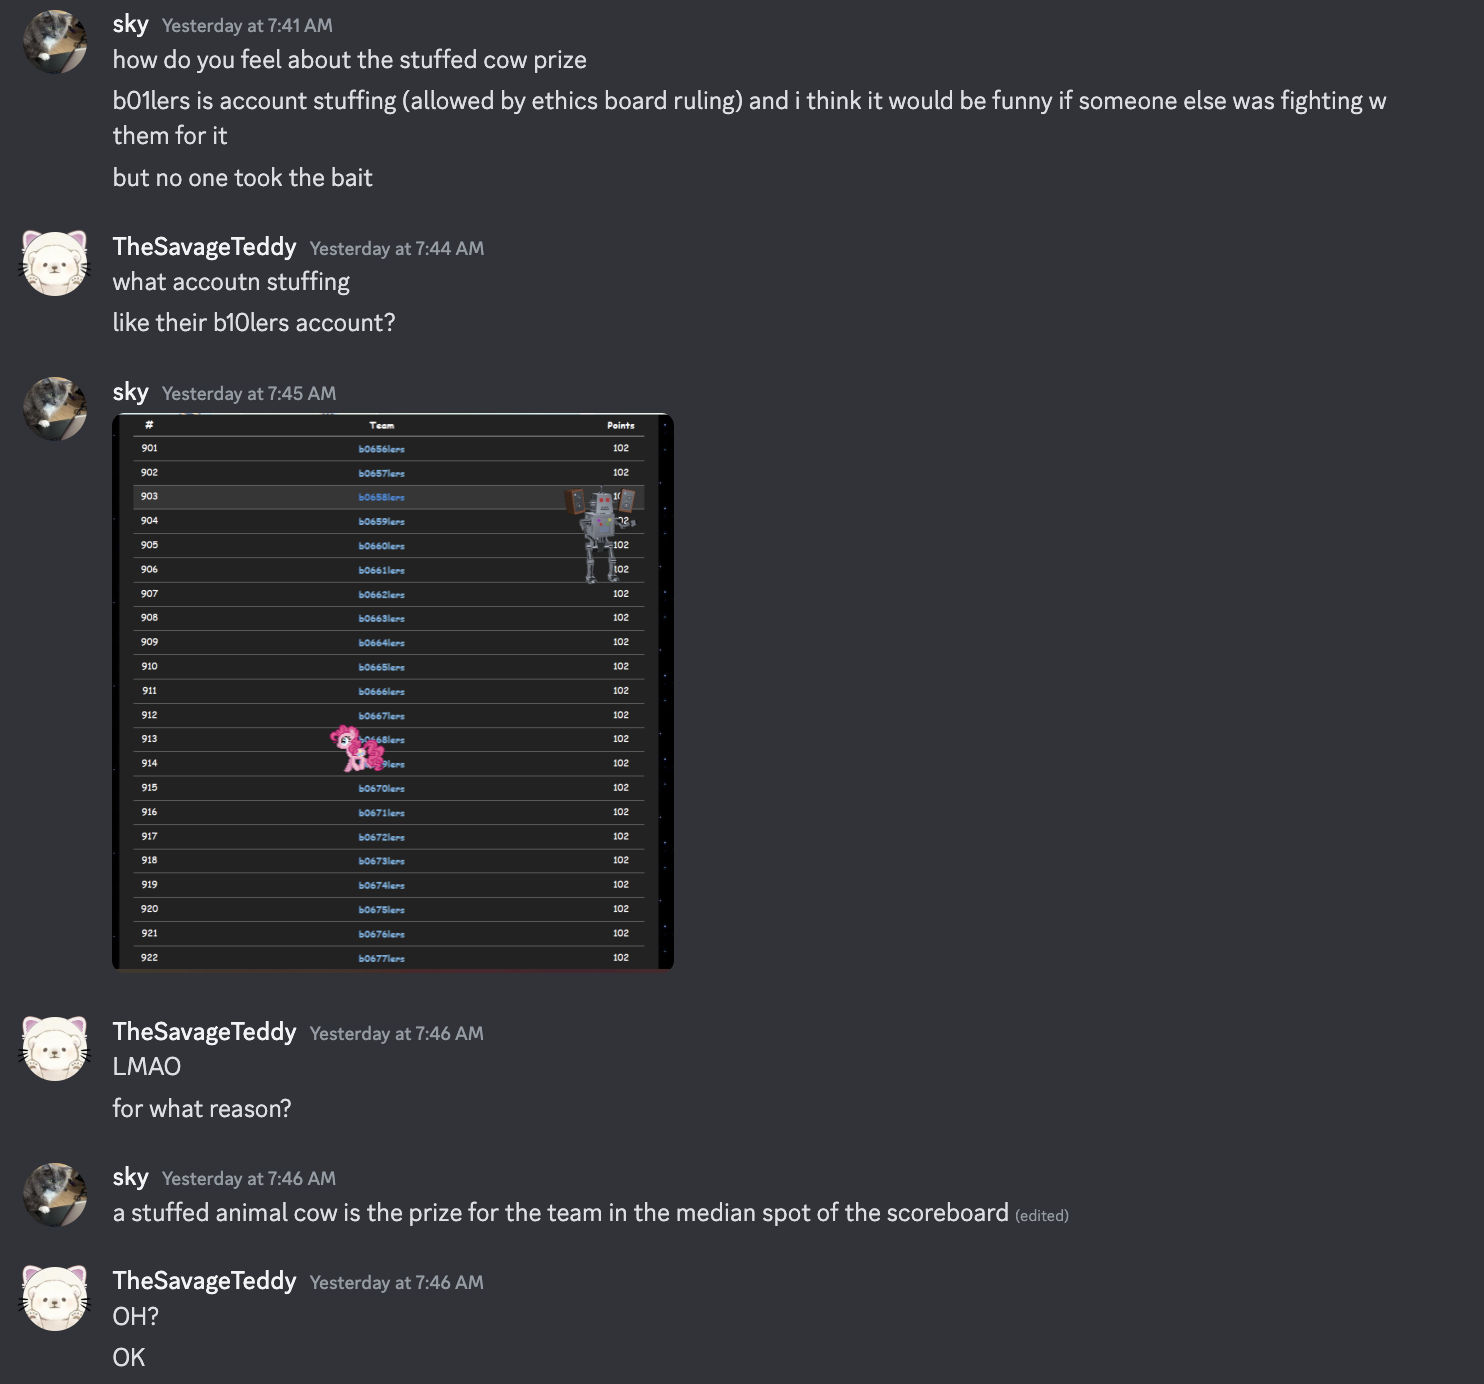 sky Yesterday at 7:41 AM
how do you feel about the stuffed cow prize
b01lers is account stuffing (allowed by ethics board ruling) and i think it would be funny if someone else was fighting w
them for it
but no one took the bait
TheSavageTeddy Yesterday at 7:44 AM
what accoutn stuffing
like their b10lers account?
sky Yesterday at 7:45 AM
# Team Points
901 b0656lers 102
902 b0657lers 102
903 b0658lers
904 b0659lers
905 b0660lers 102
906 b0661lers 102
907 b0662lers 102
908 b0663lers 102
909 b0664lers 102
910 b0665lers 102
911 b0666lers 102
912 b0667lers 102
913 102
914 102
915 b0670lers 102
916 b0671lers 102
917 b0672lers 102
918 b0673lers 102
919 b0674lers 102
920 b0675lers 102
921 b0676lers 102
922 b0677lers 102
TheSavageTeddy Yesterday at 7:46 AM
LMAO
for what reason?
sky Yesterday at 7:46 AM
a stuffed animal cow is the prize for the team in the median spot of the scoreboard (edited)
TheSavageTeddy Yesterday at 7:46 AM
OH?
OK